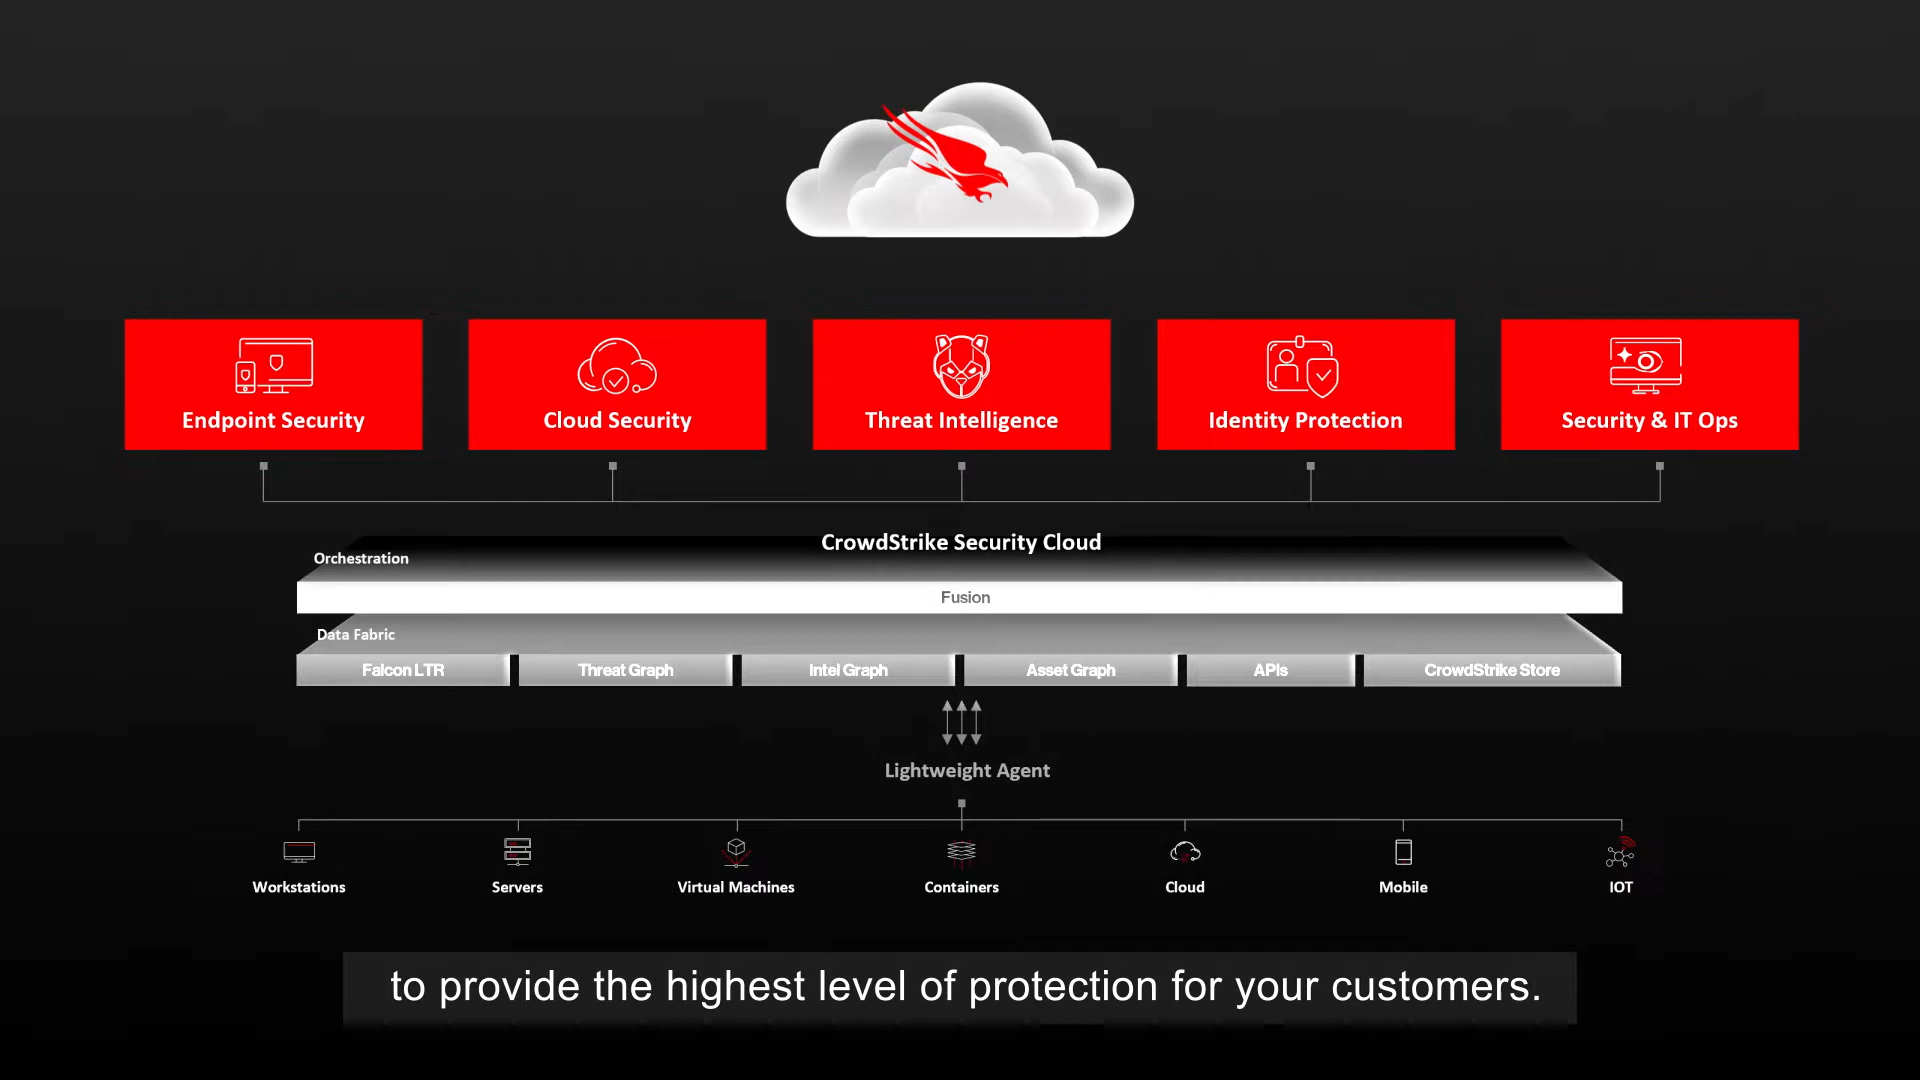 Endpoint Security
Cloud Security
Threat Intelligence
Identity Protection
Security & IT Ops
CrowdStrike Security Cloud
Orchestration
Fusion
Data Fabric
Falcon LTR
Threat Graph
Intel Graph
Asset Graph
APIs
CrowdStrike Store
Lightweight Agent
Workstations
Servers
Virtual Machines
Containers
Cloud
Mobile
IOT
to provide the highest level of protection for your customers.